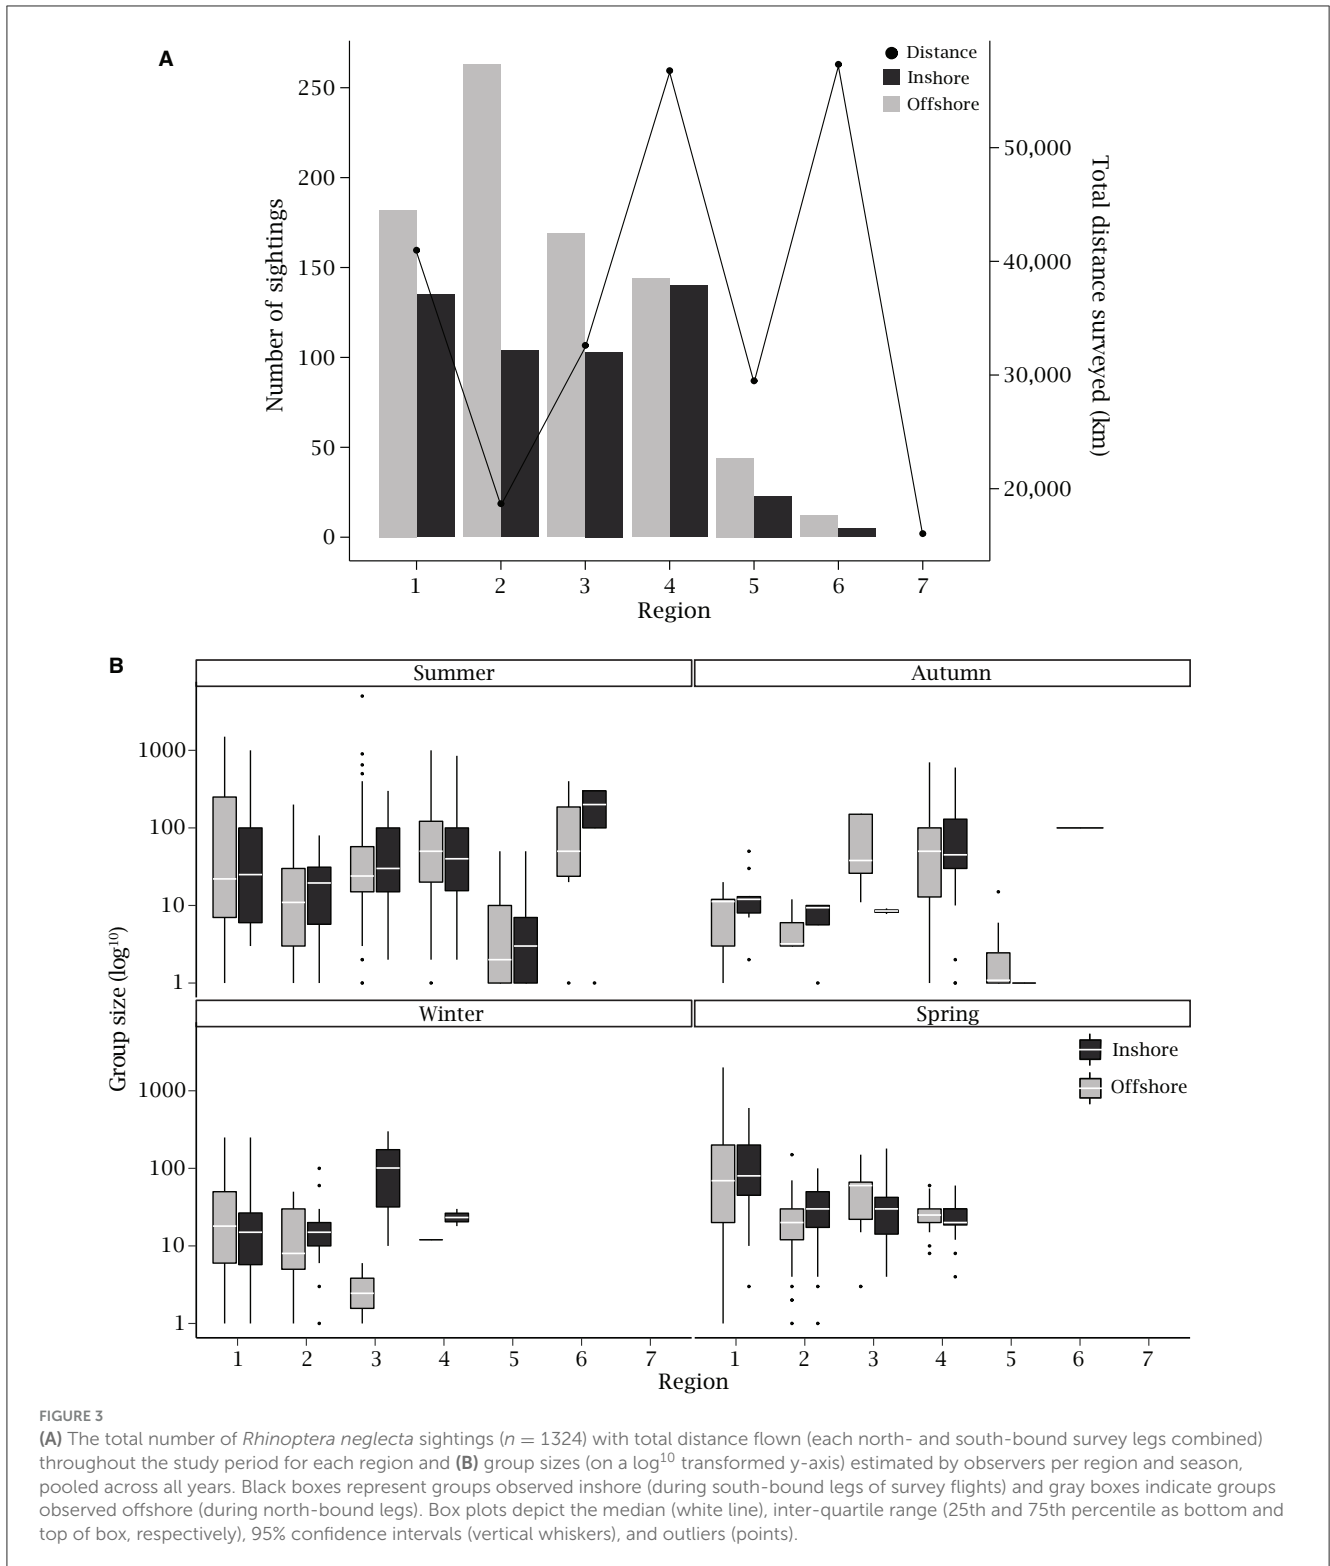 A
Distance
Inshore
Offshore
250
200
150
100
50
0
Number of sightings
50,000
40,000
30,000
20,000
Total distance surveyed (km)
1 2 3 4 5 6 7
Region
B
Summer
Autumn
1000
100
10
1
Group size (log10)
Winter
Spring
Inshore
Offshore
1000
100
10
1
1 2 3 4 5 6 7
1 2 3 4 5 6 7
Region
FIGURE 3
(A) The total number of Rhinoptera neglecta sightings (n = 1324) with total distance flown (each north- and south-bound survey legs combined)
throughout the study period for each region and (B) group sizes (on a log10 transformed y-axis) estimated by observers per region and season,
pooled across all years. Black boxes represent groups observed inshore (during south-bound legs of survey flights) and gray boxes indicate groups
observed offshore (during north-bound legs). Box plots depict the median (white line), inter-quartile range (25th and 75th percentile as bottom and
top of box, respectively), 95% confidence intervals (vertical whiskers), and outliers (points).